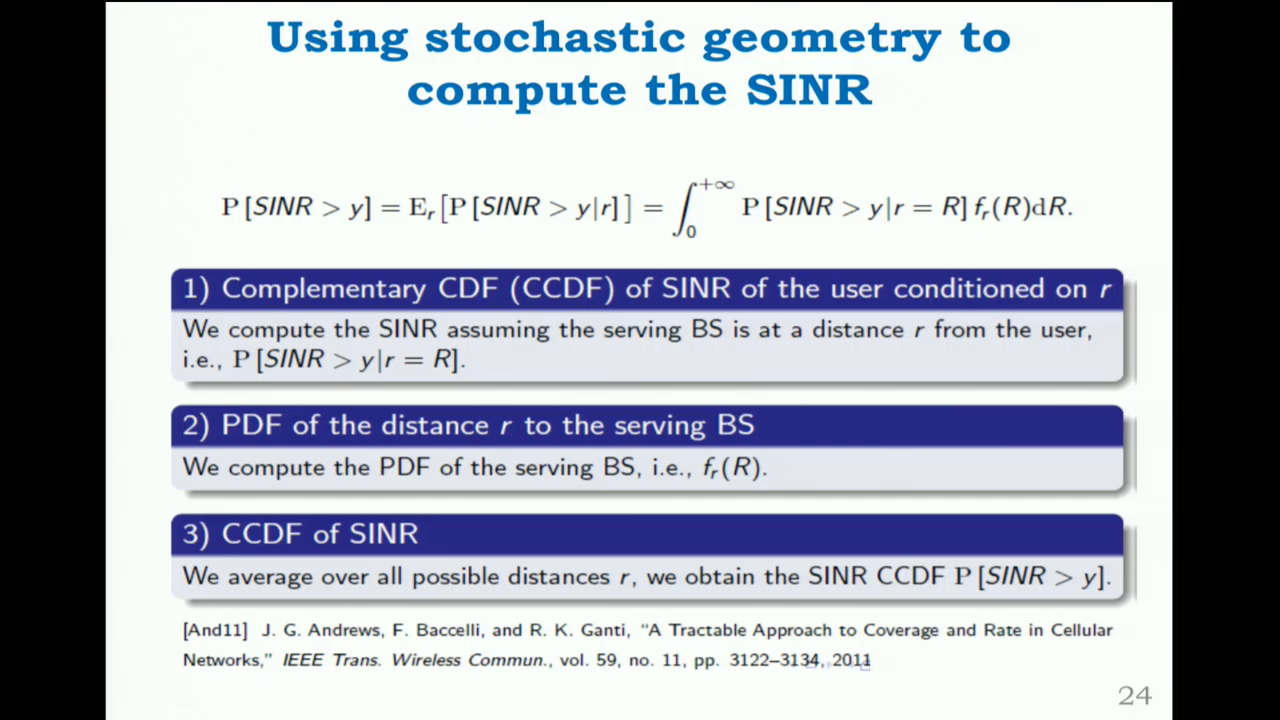 Using stochastic geometry to
compute the SINR
P [SINR > y] = E_r [P [SINR > y|r] ] = ∫_0^{+∞} P [SINR > y|r = R] f_r(R)dR.
1) Complementary CDF (CCDF) of SINR of the user conditioned on r
We compute the SINR assuming the serving BS is at a distance r from the user,
i.e., P [SINR > y|r = R].
2) PDF of the distance r to the serving BS
We compute the PDF of the serving BS, i.e., f_r(R).
3) CCDF of SINR
We average over all possible distances r, we obtain the SINR CCDF P [SINR > y].
[And11] J. G. Andrews, F. Baccelli, and R. K. Ganti, “A Tractable Approach to Coverage and Rate in Cellular
Networks,” IEEE Trans. Wireless Commun., vol. 59, no. 11, pp. 3122–3134, 2011
24